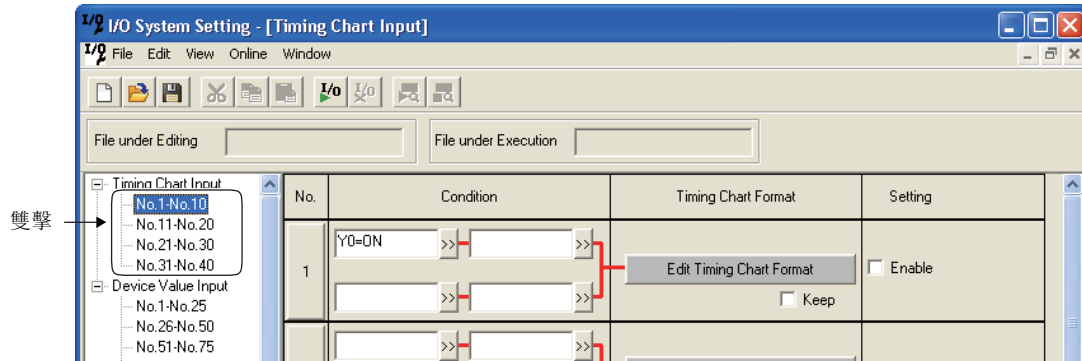 I/O System Setting - [Timing Chart Input]
File Edit View Online Window
I/O I/O
File under Editing File under Execution
雙擊
Timing Chart Input
No.1-No.10
No.11-No.20
No.21-No.30
No.31-No.40
Device Value Input
No.1-No.25
No.26-No.50
No.51-No.75
No. Condition Timing Chart Format Setting
1 Y0=ON >> >> Edit Timing Chart Format Enable
>> >> Keep
>> >>